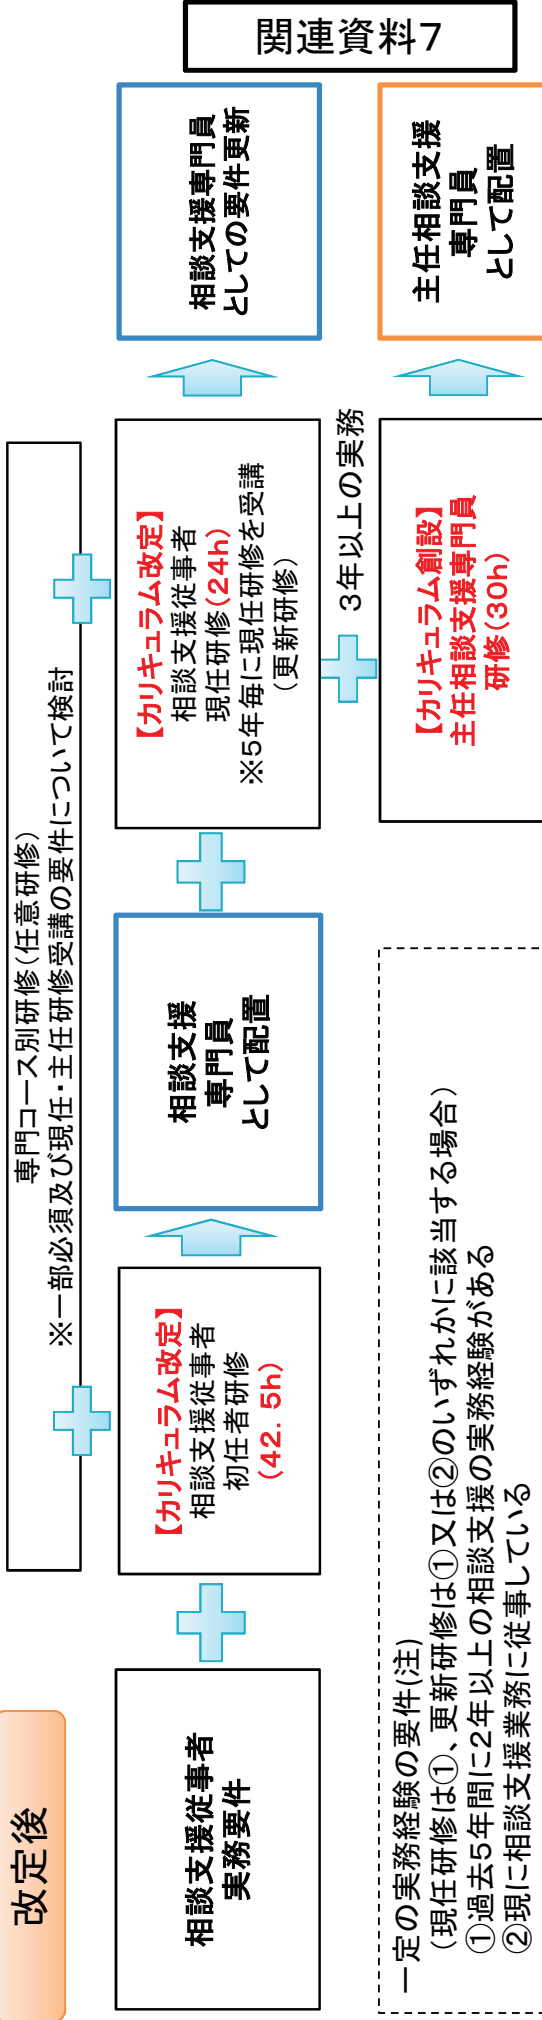 関連資料7
改定後
専門コース別研修(任意研修)
※一部必須及び現任・主任研修受講の要件について検討
相談支援従事者
実務要件
【カリキュラム改定】
相談支援従事者
初任者研修
(42．5h)
相談支援
専門員
として配置
【カリキュラム改定】
相談支援従事者
現任研修(24h)
※5年毎に現任研修を受講
(更新研修)
相談支援専門員
としての要件更新
3年以上の実務
【カリキュラム創設】
主任相談支援専門員
研修(30h)
主任相談支援
専門員
として配置
一定の実務経験の要件(注)
(現任研修は①、更新研修は①又は②のいずれかに該当する場合)
①過去5年間に2年以上の相談支援の実務経験がある
②現に相談支援業務に従事している